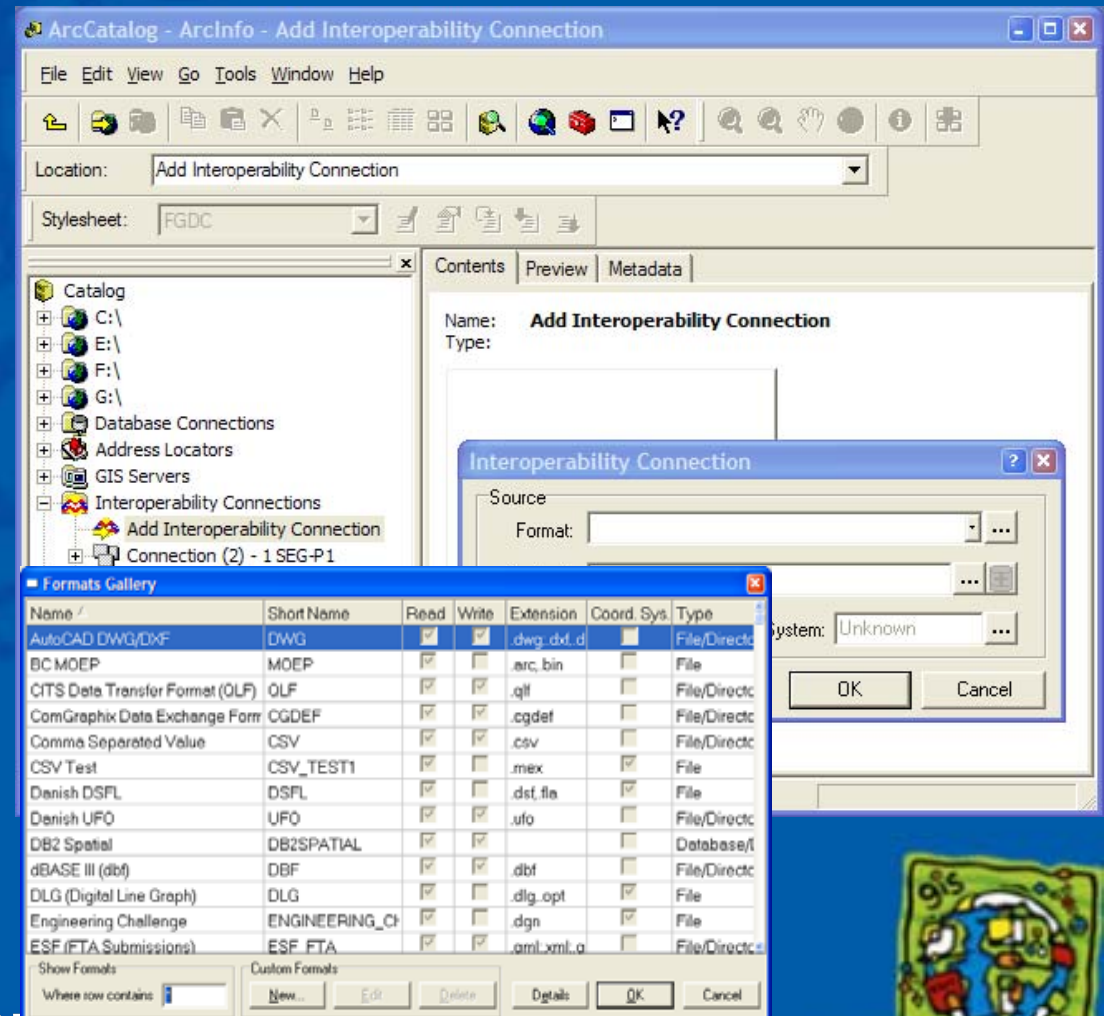 ArcCatalog - ArcInfo - Add Interoperability Connection
File Edit View Go Tools Window Help
Location: Add Interoperability Connection
Stylesheet: FGDC
Catalog
C:\
E:\
F:\
G:\
Database Connections
Address Locators
GIS Servers
Interoperability Connections
Add Interoperability Connection
Connection (2) - 1 SEG-P1
Contents Preview Metadata
Name: Add Interoperability Connection
Type:
Interoperability Connection
Source
Format:
System: Unknown
OK Cancel
Formats Gallery
Name Short Name Read Write Extension Coord. Sys. Type
AutoCAD DWG/DXF DWG .dwg;.dxf,.d File/Directo
BC MOEP MOEP .arc,.bin File
CITS Data Transfer Format (QLF) QLF .qlf File/Directo
ComGraphix Data Exchange Form CGDEF .cgdef File/Directo
Comma Separated Value CSV .csv File/Directo
CSV Test CSV_TEST1 .mex File
Danish DSFL DSFL .dsf,.fla File
Danish UFO UFO .ufo File/Directo
DB2 Spatial DB2SPATIAL Database/
dBASE III (dbf) DBF .dbf File/Directo
DLG (Digital Line Graph) DLG .dlg,.opt File
Engineering Challenge ENGINEERING_CH .dgn File
ESF (FTA Submissions) ESF_FTA .gml;.xml;.g File/Directo
Show Formats
Where row contains
Custom Formats
New... Edit Delete Details OK Cancel
gis